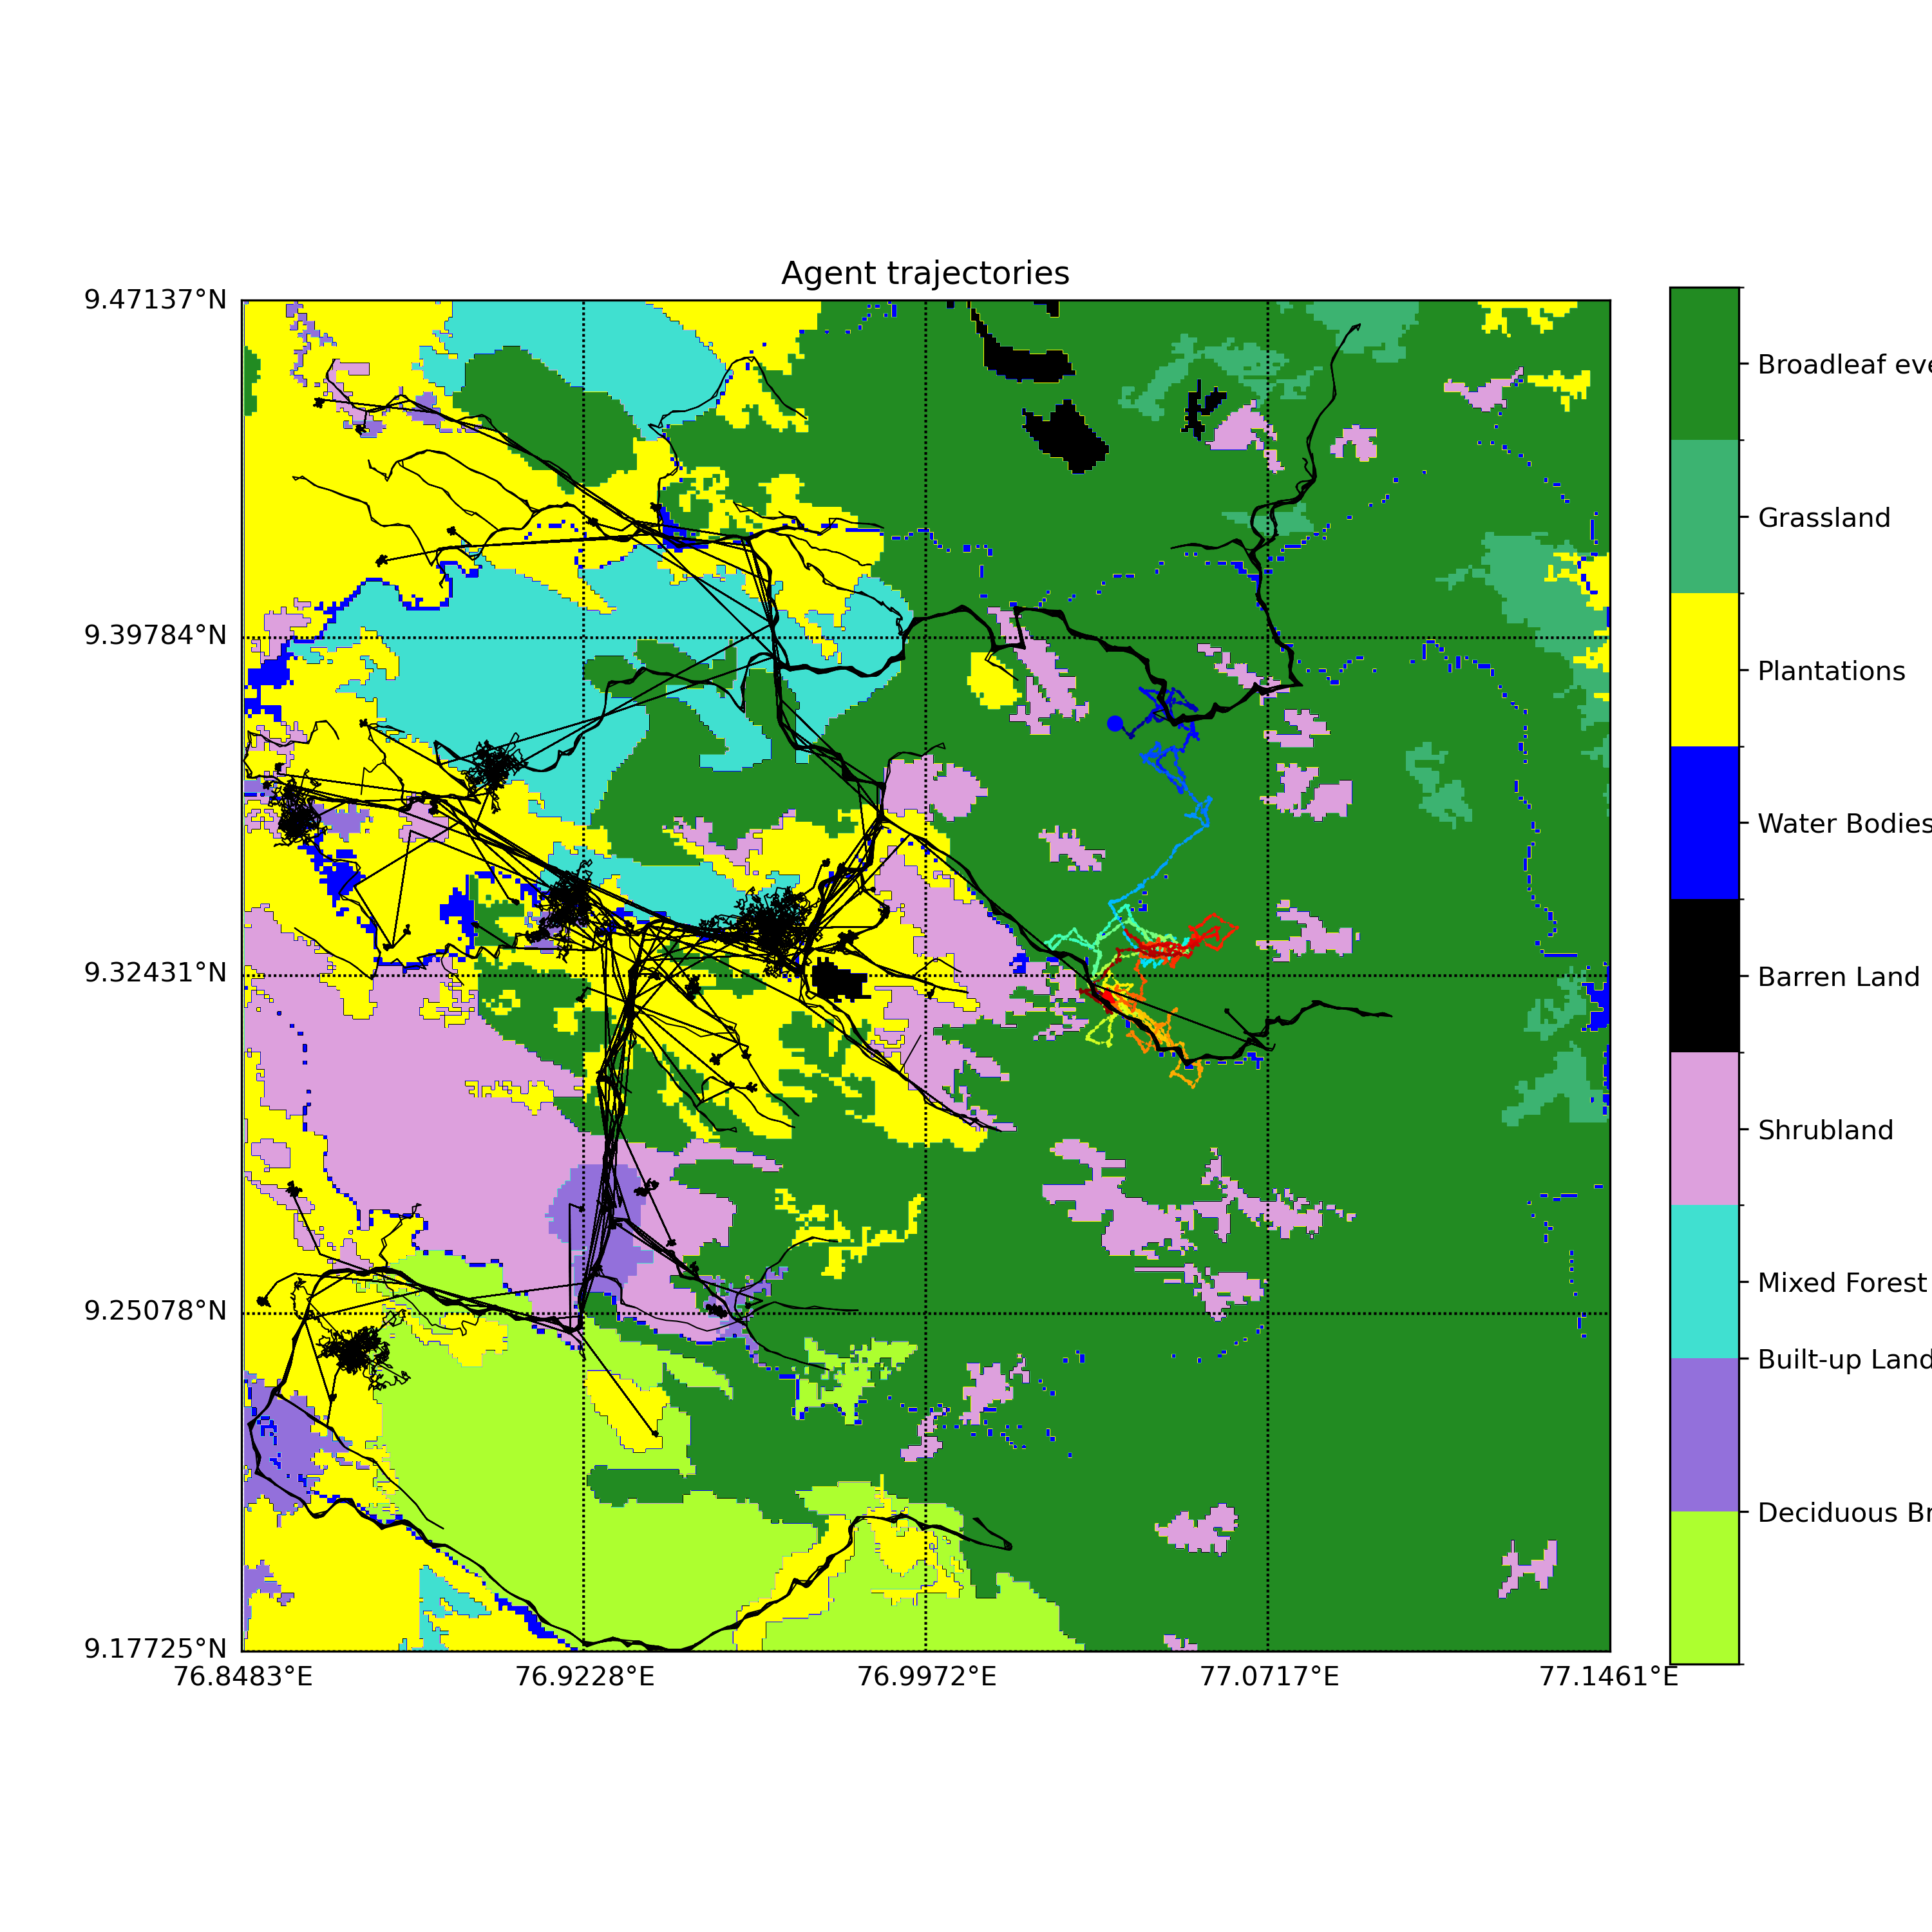 Agent trajectories
9.47137°N
9.39784°N
9.32431°N
9.25078°N
9.17725°N
76.8483°E
76.9228°E
76.9972°E
77.0717°E
77.1461°E
Broadleaf eve
Grassland
Plantations
Water Bodies
Barren Land
Shrubland
Mixed Forest
Built-up Land
Deciduous Br